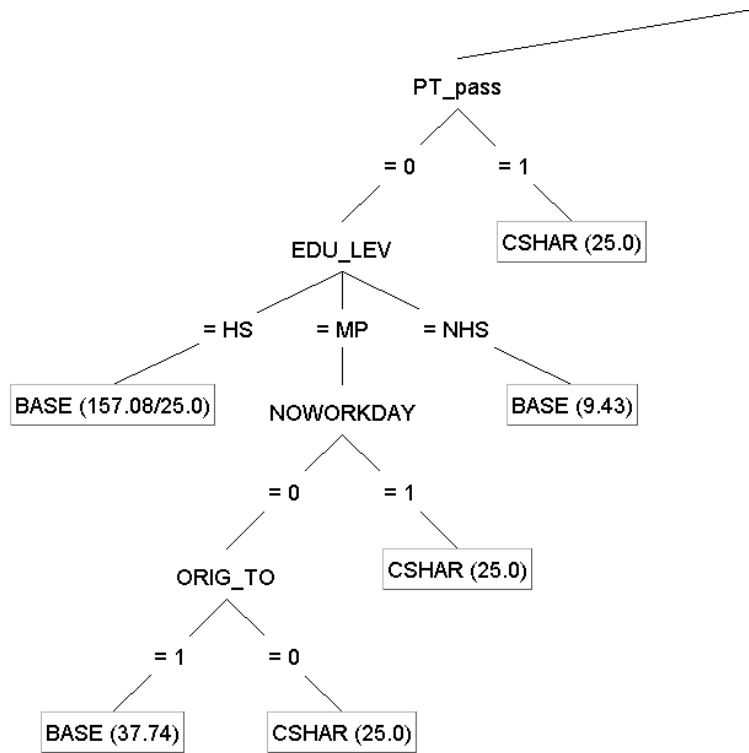 PT_pass
= 0
= 1
EDU_LEV
CSHAR (25.0)
= HS
= MP
= NHS
BASE (157.08/25.0)
NOWORKDAY
BASE (9.43)
= 0
= 1
ORIG_TO
CSHAR (25.0)
= 1
= 0
BASE (37.74)
CSHAR (25.0)